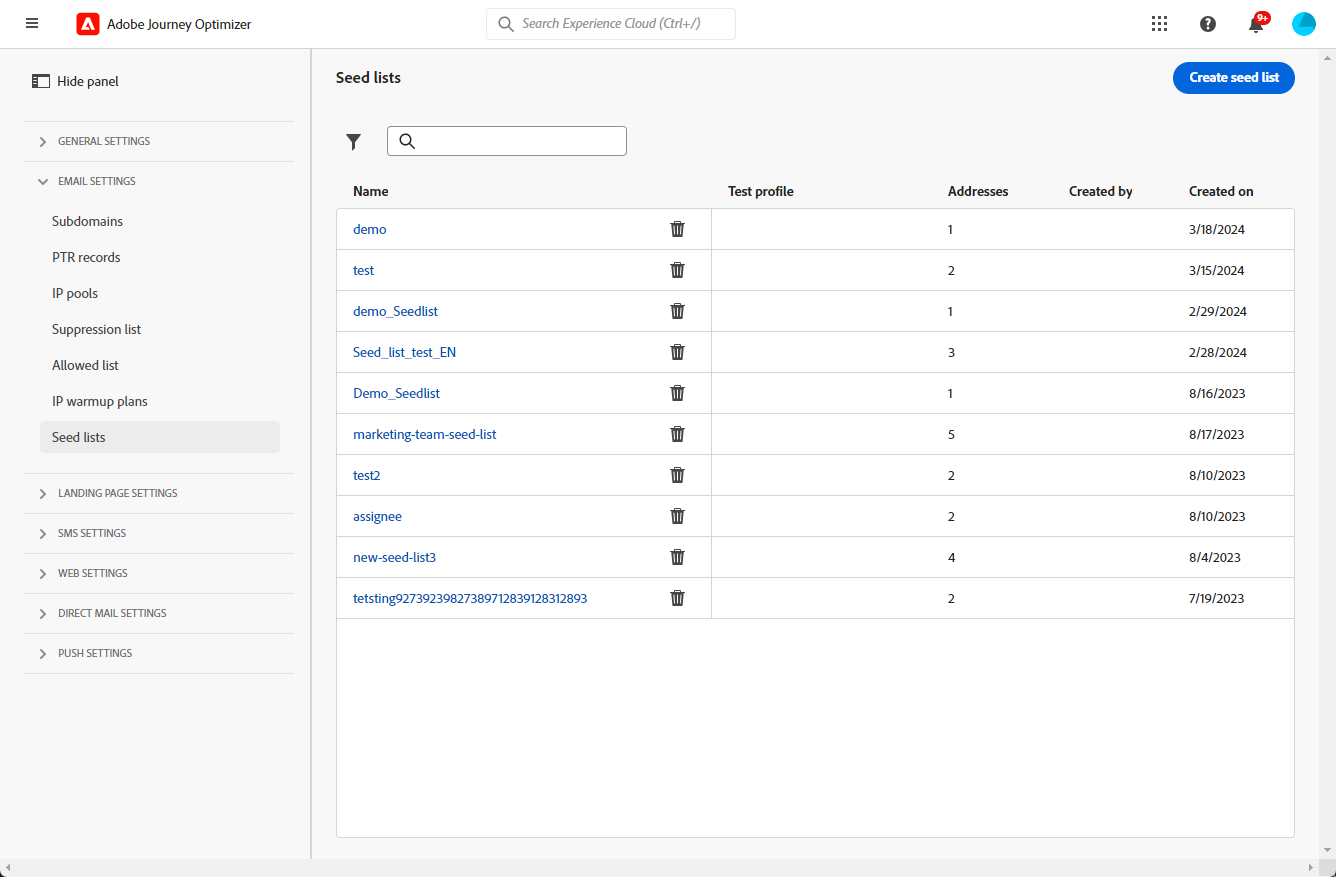 Adobe Journey Optimizer
Search Experience Cloud (Ctrl+/)
9+
Hide panel
GENERAL SETTINGS
EMAIL SETTINGS
Subdomains
PTR records
IP pools
Suppression list
Allowed list
IP warmup plans
Seed lists
LANDING PAGE SETTINGS
SMS SETTINGS
WEB SETTINGS
DIRECT MAIL SETTINGS
PUSH SETTINGS
Seed lists
Create seed list
Name Test profile Addresses Created by Created on
demo 1 3/18/2024
test 2 3/15/2024
demo_Seedlist 1 2/29/2024
Seed_list_test_EN 3 2/28/2024
Demo_Seedlist 1 8/16/2023
marketing-team-seed-list 5 8/17/2023
test2 2 8/10/2023
assignee 2 8/10/2023
new-seed-list3 4 8/4/2023
tetsting92739239827389712839128312893 2 7/19/2023